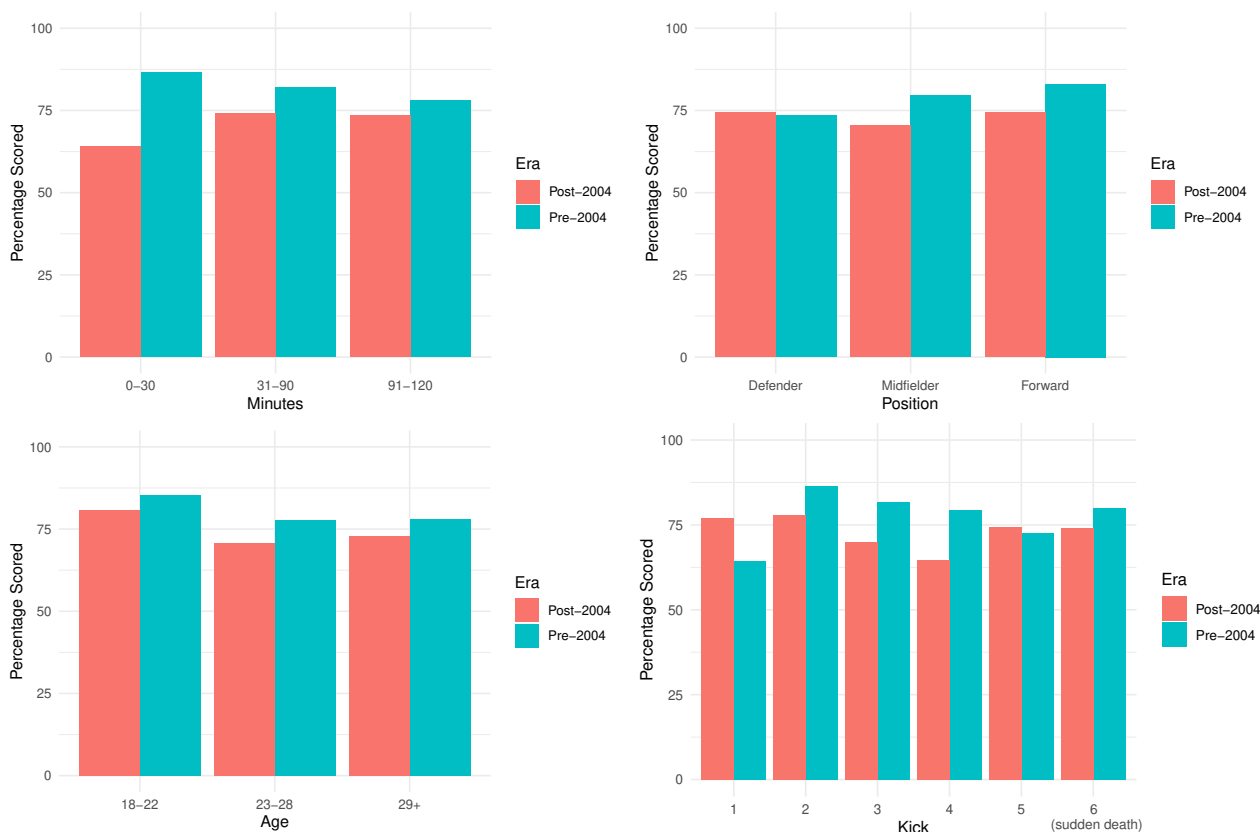 100
75
50
25
0
Percentage Scored
0−30
31−90
91−120
Minutes
Era
Post−2004
Pre−2004
100
75
50
25
0
Percentage Scored
Defender
Midfielder
Forward
Position
Era
Post−2004
Pre−2004
100
75
50
25
0
Percentage Scored
18−22
23−28
29+
Age
Era
Post−2004
Pre−2004
100
75
50
25
0
Percentage Scored
1
2
3
4
5
6
(sudden death)
Kick
Era
Post−2004
Pre−2004